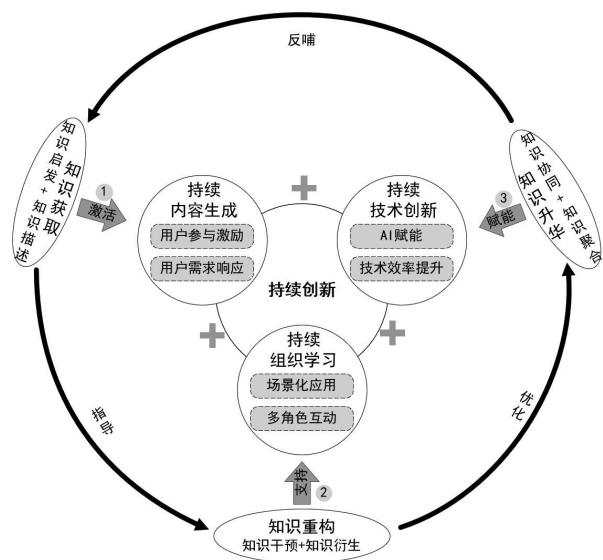 反哺
知识获取
知识启发+知识描述
1
激活
持续
内容生成
用户参与激励
用户需求响应
持续
技术创新
AI赋能
技术效率提升
3
赋能
知识协同+知识聚合
知识升华
持续创新
持续
组织学习
场景化应用
多角色互动
指导
优化
支持
2
知识重构
知识干预+知识衍生